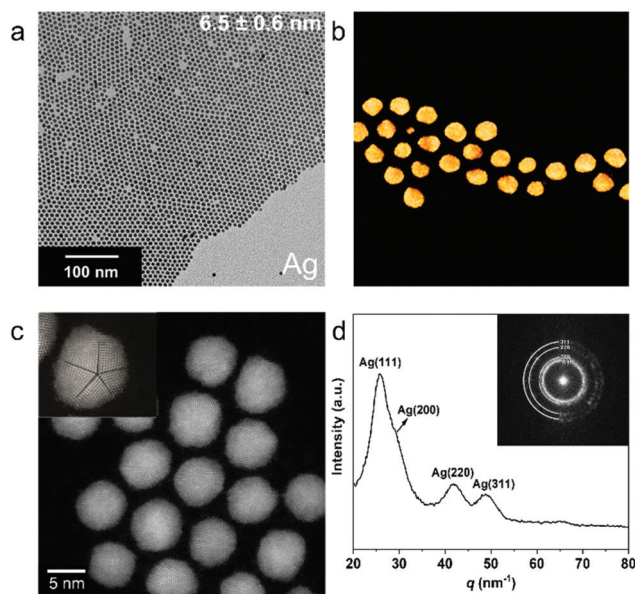 a
6.5 ± 0.6 nm
100 nm
Ag
b
c
5 nm
d
Ag(111)
Ag(200)
Ag(220)
Ag(311)
Intensity (a.u.)
20 30 40 50 60 70 80
q (nm⁻¹)
311
220